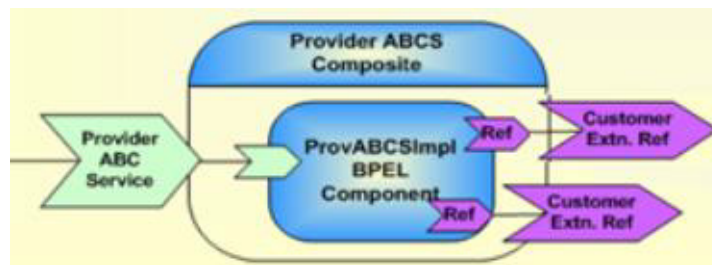 Provider ABCS
Composite
Provider
ABC
Service
ProvABCSImpl
BPEL
Component
Ref
Customer
Extn. Ref
Ref
Customer
Extn. Ref